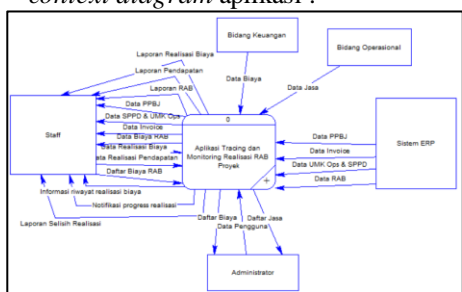 context diagram aplikasi :
Bidang Keuangan
Bidang Operasional
Laporan Realisasi Biaya
Laporan Pendapatan
Laporan RAB
Data Biaya
Data Jasa
Data PPBJ
Data SPPD & UMK Ops
Data Invoice
Data Biaya RAB
Data Realisasi Biaya
Data Realisasi Pendapatan
Daftar Biaya RAB
Staff
0
Aplikasi Tracing dan
Monitoring Realisasi RAB
Proyek
+
Data PPBJ
Data Invoice
Data UMK Ops & SPPD
Data RAB
Sistem ERP
Informasi riwayat realisasi biaya
Notifikasi progress realisasi
Laporan Selisih Realisasi
Daftar Biaya
Data Pengguna
Daftar Jasa
Administrator